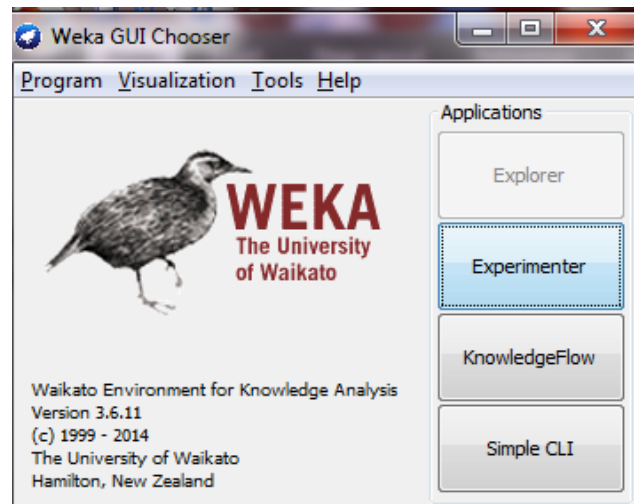 Weka GUI Chooser
Program Visualization Tools Help
Applications
Explorer
WEKA
The University
of Waikato
Experimenter
KnowledgeFlow
Waikato Environment for Knowledge Analysis
Version 3.6.11
(c) 1999 - 2014
The University of Waikato
Hamilton, New Zealand
Simple CLI